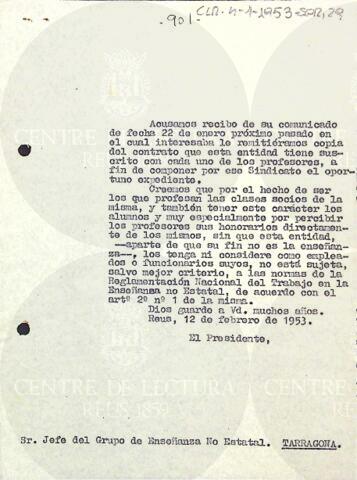 -901- CLR-4-1-1953-SOR,29
Acusamos recibo de su comunicado
de fecha 22 de enero próximo pasado en
el cual interesaba le remitiéramos copia
del contrato que esta entidad tiene sus-
crito con cada uno de los profesores, a
fin de componer por ese Sindicato el opor-
tuno expediente.
Creemos que por el hecho de ser
los que profesan las clases socios de la
misma, y también tener este carácter los
alumnos y muy especialmente por percibir
los profesores sus honorarios directamen-
te de los mismos, sin que esta entidad,
--aparte de que su fin no es la enseñan-
za--, los tenga ni considere como emplea-
dos o funcionarios suyos, no está sujeta,
salvo mejor criterio, a las normas de la
Reglamentación Nacional del Trabajo en la
Enseñanza no Estatal, de acuerdo con el
artº 2º nº 1 de la misma.
Dios guarde a Vd. muchos años.
Reus, 12 de febrero de 1953.
El Presidente,
CENTRE DE LECTURA
REUS 1859
Sr. Jefe del Grupo de Enseñanza No Estatal. TARRAGONA.